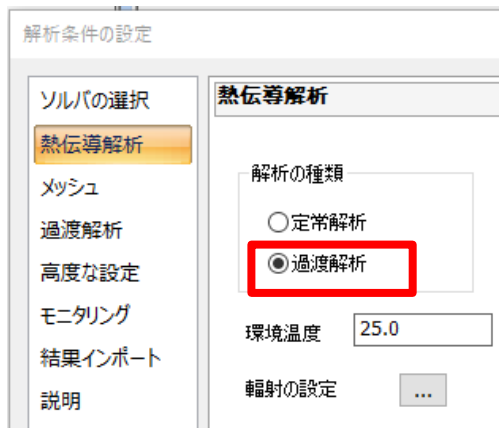 解析条件の設定
ソルバの選択
熱伝導解析
メッシュ
過渡解析
高度な設定
モニタリング
結果インポート
説明
熱伝導解析
解析の種類
定常解析
過渡解析
環境温度 25.0
輻射の設定 ...